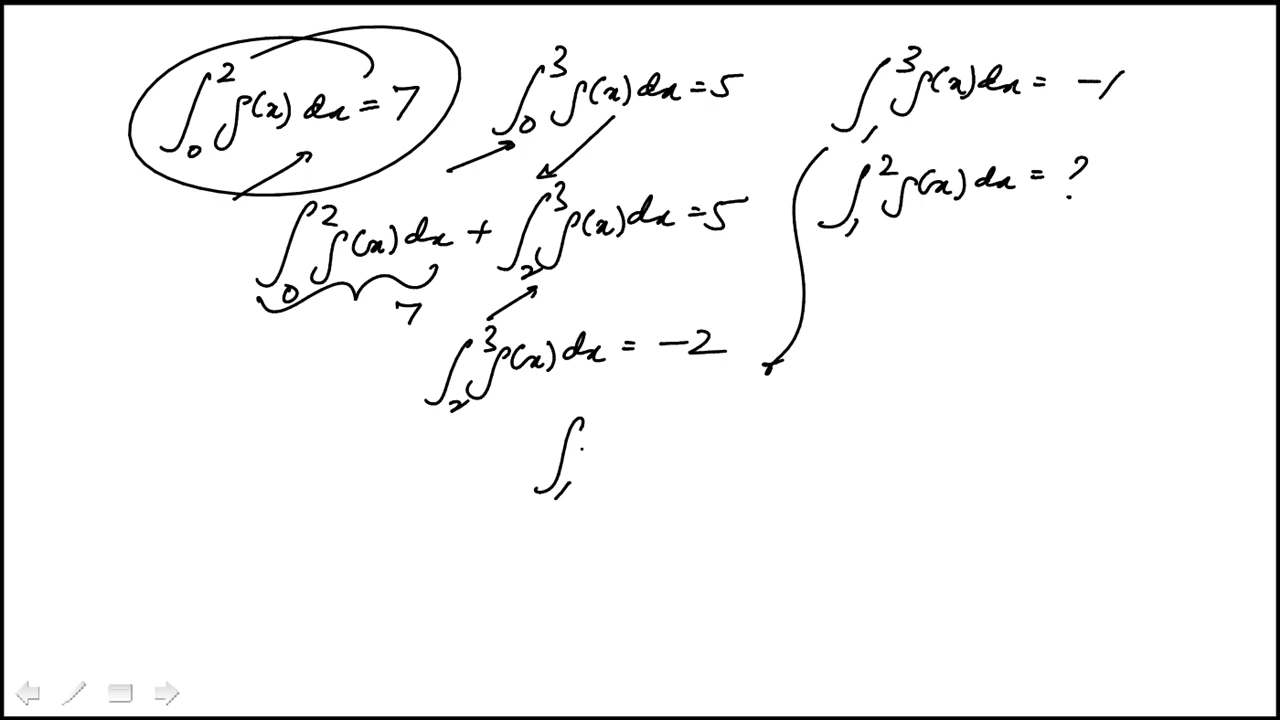 ∫₀² f(x) dx = 7
∫₀³ f(x) dx = 5
∫₁³ f(x) dx = -1
∫₁² f(x) dx = ?
∫₀² f(x) dx + ∫₂³ f(x) dx = 5
7
∫₂³ f(x) dx = -2
∫₁